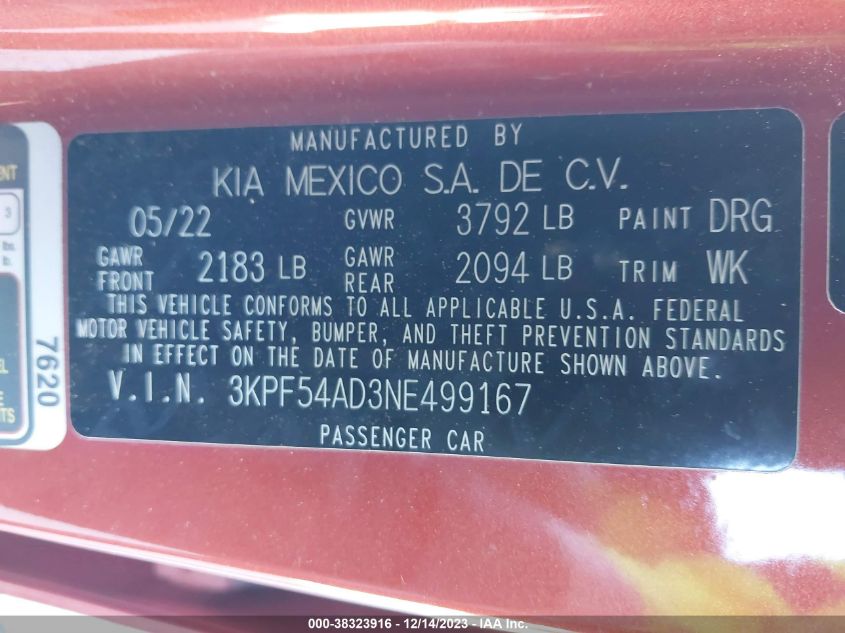 MANUFACTURED BY
KIA MEXICO S.A. DE C.V.
05/22 GVWR 3792 LB PAINT DRG
GAWR FRONT 2183 LB GAWR REAR 2094 LB TRIM WK
THIS VEHICLE CONFORMS TO ALL APPLICABLE U.S.A. FEDERAL
MOTOR VEHICLE SAFETY, BUMPER, AND THEFT PREVENTION STANDARDS
IN EFFECT ON THE DATE OF MANUFACTURE SHOWN ABOVE.
V.I.N. 3KPF54AD3NE499167
PASSENGER CAR
7620
3
000-38323916 - 12/14/2023 - IAA Inc.